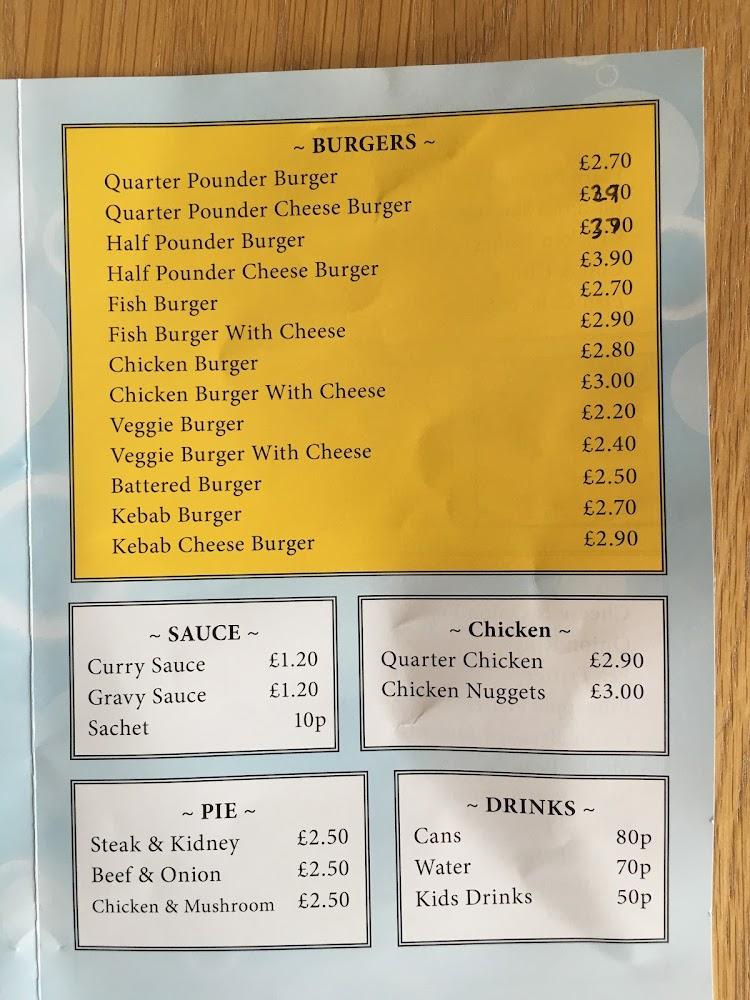 ~ BURGERS ~
Quarter Pounder Burger £2.70
Quarter Pounder Cheese Burger £2.90
Half Pounder Burger £3.70
Half Pounder Cheese Burger £3.90
Fish Burger £2.70
Fish Burger With Cheese £2.90
Chicken Burger £2.80
Chicken Burger With Cheese £3.00
Veggie Burger £2.20
Veggie Burger With Cheese £2.40
Battered Burger £2.50
Kebab Burger £2.70
Kebab Cheese Burger £2.90
~ SAUCE ~
Curry Sauce £1.20
Gravy Sauce £1.20
Sachet 10p
~ Chicken ~
Quarter Chicken £2.90
Chicken Nuggets £3.00
~ PIE ~
Steak & Kidney £2.50
Beef & Onion £2.50
Chicken & Mushroom £2.50
~ DRINKS ~
Cans 80p
Water 70p
Kids Drinks 50p